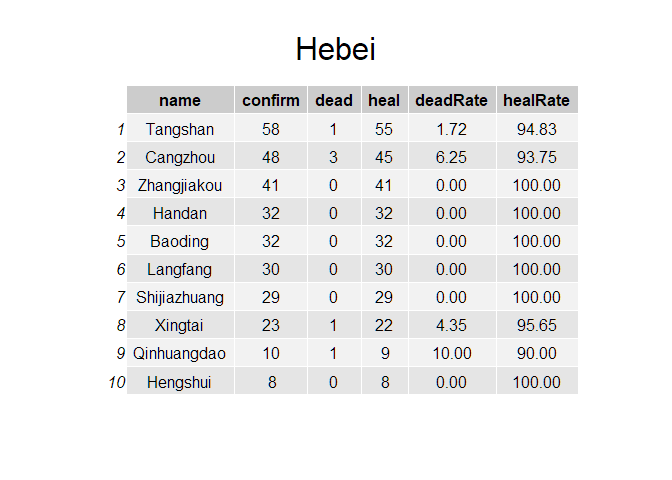 Hebei
name confirm dead heal deadRate healRate
1 Tangshan 58 1 55 1.72 94.83
2 Cangzhou 48 3 45 6.25 93.75
3 Zhangjiakou 41 0 41 0.00 100.00
4 Handan 32 0 32 0.00 100.00
5 Baoding 32 0 32 0.00 100.00
6 Langfang 30 0 30 0.00 100.00
7 Shijiazhuang 29 0 29 0.00 100.00
8 Xingtai 23 1 22 4.35 95.65
9 Qinhuangdao 10 1 9 10.00 90.00
10 Hengshui 8 0 8 0.00 100.00